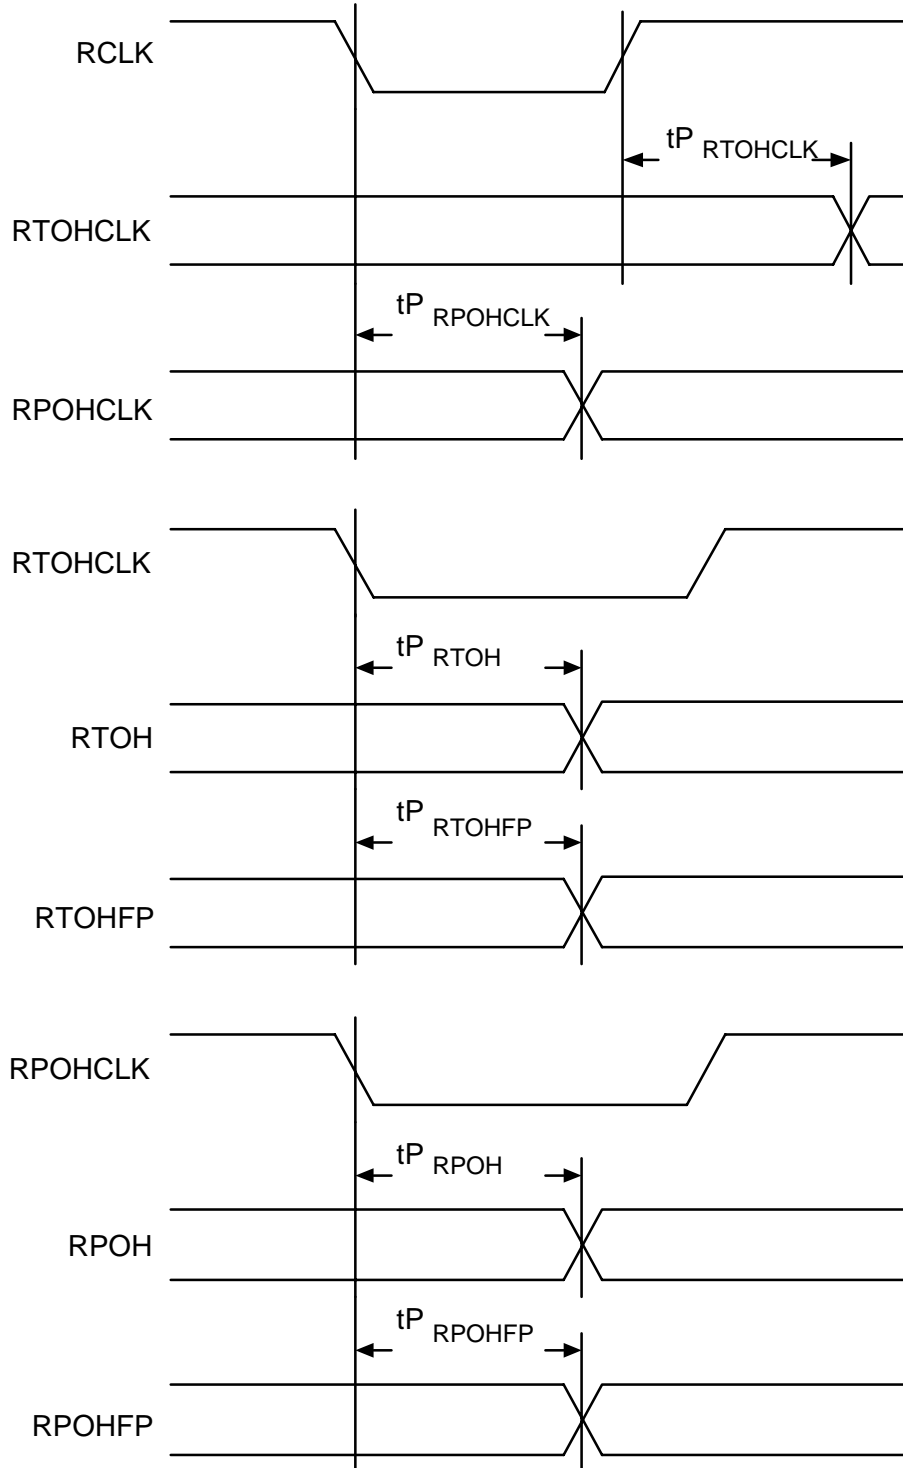 RCLK
tP RTOHCLK
RTOHCLK
tP RPOHCLK
RPOHCLK
RTOHCLK
tP RTOH
RTOH
tP RTOHFP
RTOHFP
RPOHCLK
tP RPOH
RPOH
tP RPOHFP
RPOHFP